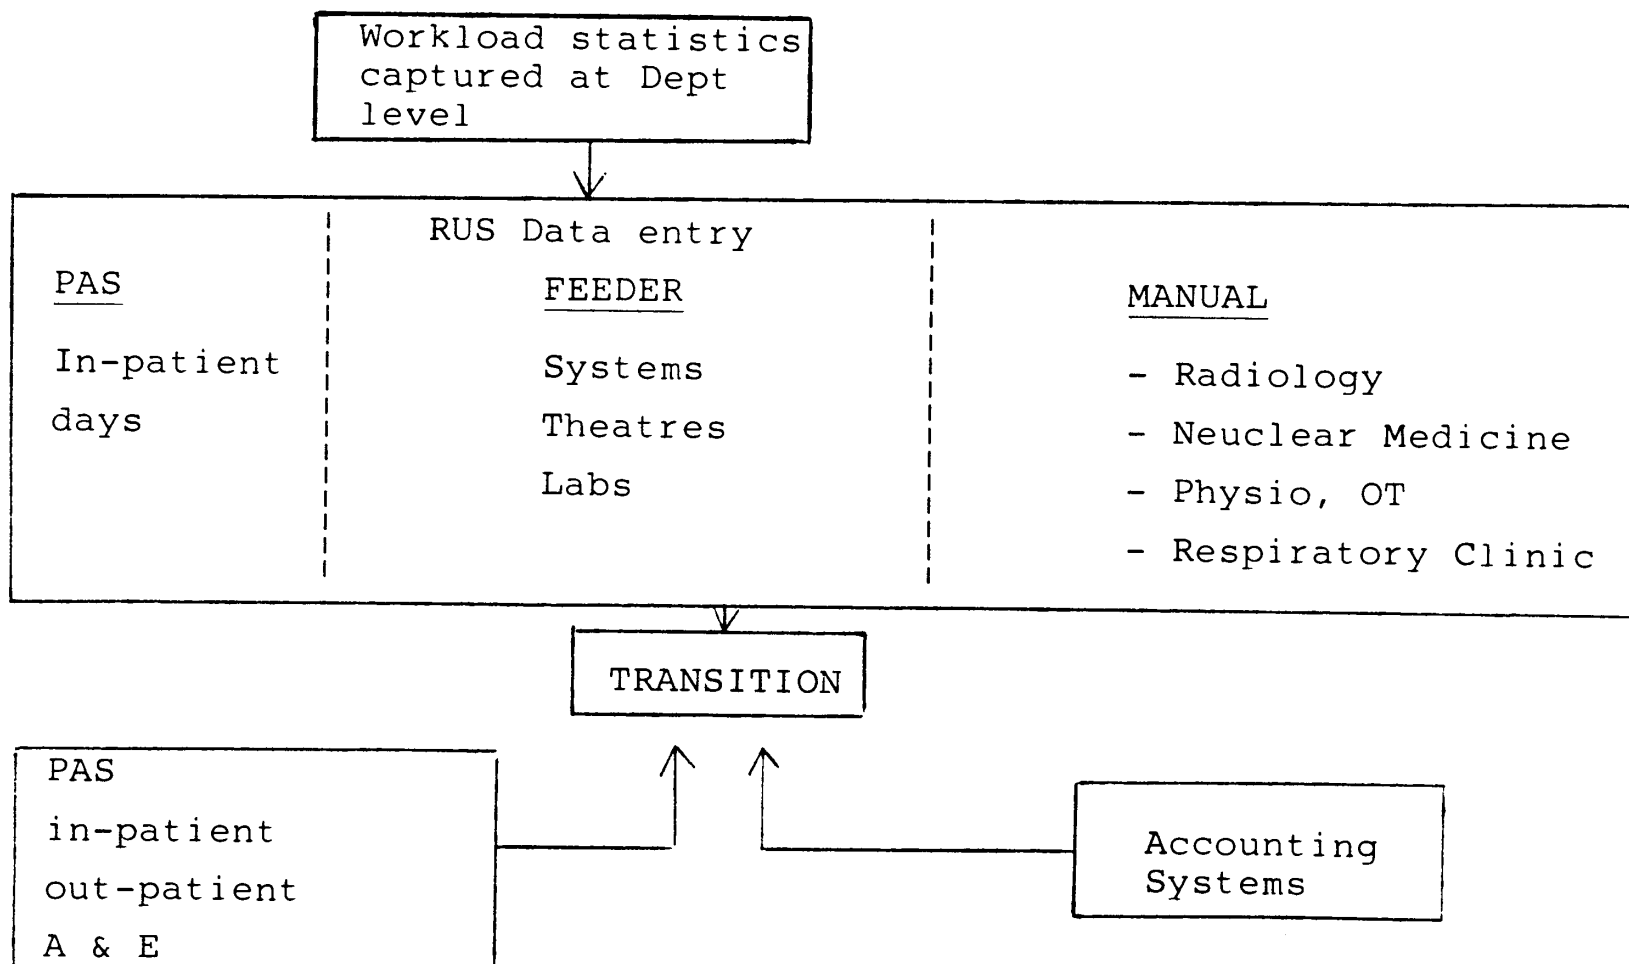 Workload statistics
captured at Dept
level
RUS Data entry
PAS
In-patient
days
FEEDER
Systems
Theatres
Labs
MANUAL
- Radiology
- Neuclear Medicine
- Physio, OT
- Respiratory Clinic
TRANSITION
PAS
in-patient
out-patient
A & E
Accounting
Systems